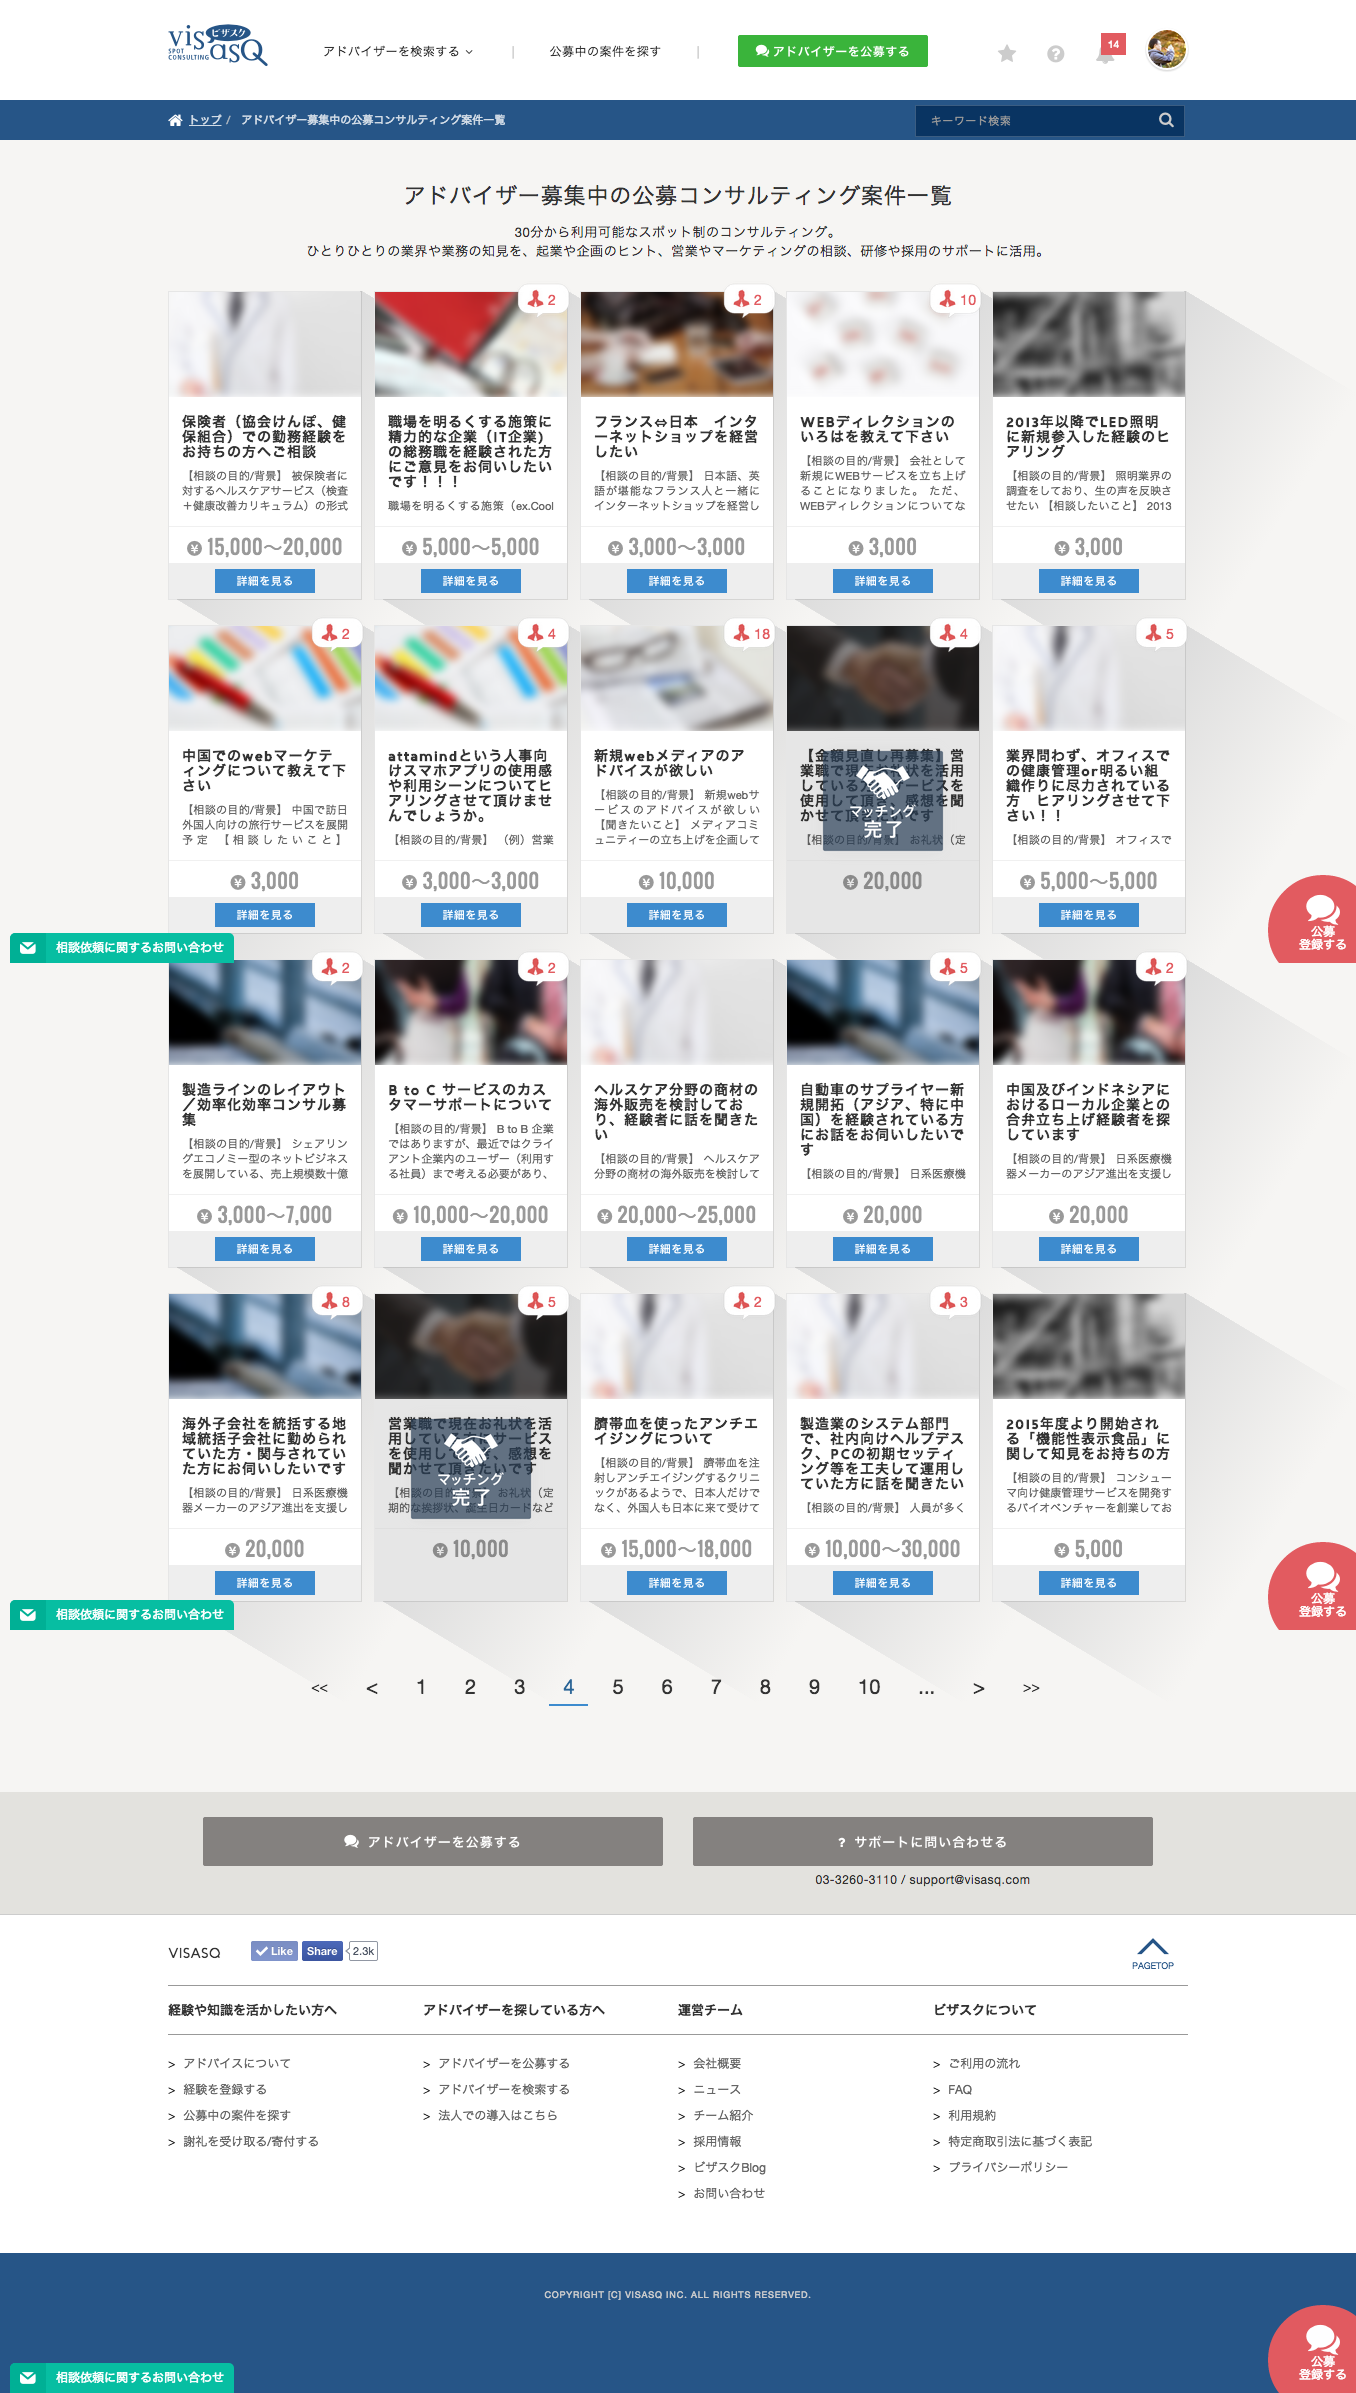 visasQ
ビザスク
SPOT
CONSULTING
アドバイザーを検索する
|
公募中の案件を探す
|
アドバイザーを公募する
14
トップ / アドバイザー募集中の公募コンサルティング案件一覧
キーワード検索
アドバイザー募集中の公募コンサルティング案件一覧
30分から利用可能なスポット制のコンサルティング。
ひとりひとりの業界や業務の知見を、起業や企画のヒント、営業やマーケティングの相談、研修や採用のサポートに活用。
保険者（協会けんぽ、健
保組合）での勤務経験を
お持ちの方へご相談
【相談の目的/背景】 被保険者に
対するヘルスケアサービス（検査
＋健康改善カリキュラム）の形式
¥ 15,000〜20,000
詳細を見る
2
職場を明るくする施策に
精力的な企業（IT企業）
の総務職を経験された方
にご意見をお伺いしたい
です！！！
職場を明るくする施策（ex.Cool
¥ 5,000〜5,000
詳細を見る
2
フランス⇔日本　インタ
ーネットショップを経営
したい
【相談の目的/背景】 日本語、英
語が堪能なフランス人と一緒に
インターネットショップを経営し
¥ 3,000〜3,000
詳細を見る
10
WEBディレクションの
いろはを教えて下さい
【相談の目的/背景】 会社として
新規にWEBサービスを立ち上げ
ることになりました。 ただ、
WEBディレクションについてな
¥ 3,000
詳細を見る
2013年以降でLED照明
に新規参入した経験のヒ
アリング
【相談の目的/背景】 照明業界の
調査をしており、生の声を反映さ
せたい 【相談したいこと】 2013
¥ 3,000
詳細を見る
2
中国でのwebマーケテ
ィングについて教えて下
さい
【相談の目的/背景】 中国で訪日
外国人向けの旅行サービスを展開
予定 【相談したいこと】
¥ 3,000
詳細を見る
4
attamindという人事向
けスマホアプリの使用感
や利用シーンについてヒ
アリングさせて頂けませ
んでしょうか。
【相談の目的/背景】 （例）営業
¥ 3,000〜3,000
詳細を見る
18
新規webメディアのア
ドバイスが欲しい
【相談の目的/背景】 新規webサ
ービスのアドバイスが欲しい
【聞きたいこと】 メディアコミ
ュニティーの立ち上げを企画して
¥ 10,000
詳細を見る
4
【金額見直し再募集】営
業職で現在お礼状を活用
している方にサービスを
使用して頂き、感想を聞
かせて頂きたいです
【相談の目的/背景】 お礼状（定
マッチング
完了
¥ 20,000
5
業界問わず、オフィスで
の健康管理or明るい組
織作りに尽力されている
方　ヒアリングさせて下
さい！！
【相談の目的/背景】 オフィスで
¥ 5,000〜5,000
詳細を見る
公募
登録する
相談依頼に関するお問い合わせ
2
製造ラインのレイアウト
／効率化効率コンサル募
集
【相談の目的/背景】 シェアリン
グエコノミー型のネットビジネス
を展開している、売上規模数十億
¥ 3,000〜7,000
詳細を見る
2
B to C サービスのカス
タマーサポートについて
【相談の目的/背景】 B to B 企業
ではありますが、最近ではクライ
アント企業内のユーザー（利用す
る社員）まで考える必要があり、
¥ 10,000〜20,000
詳細を見る
ヘルスケア分野の商材の
海外販売を検討してお
り、経験者に話を聞きた
い
【相談の目的/背景】 ヘルスケア
分野の商材の海外販売を検討して
¥ 20,000〜25,000
詳細を見る
5
自動車のサプライヤー新
規開拓（アジア、特に中
国）を経験されている方
にお話をお伺いしたいで
す
【相談の目的/背景】 日系医療機
¥ 20,000
詳細を見る
2
中国及びインドネシアに
おけるローカル企業との
合弁立ち上げ経験者を探
しています
【相談の目的/背景】 日系医療機
器メーカーのアジア進出を支援し
¥ 20,000
詳細を見る
8
海外子会社を統括する地
域統括子会社に勤められ
ていた方・関与されてい
た方にお伺いしたいです
【相談の目的/背景】 日系医療機
器メーカーのアジア進出を支援し
¥ 20,000
詳細を見る
5
営業職で現在お礼状を活
用している方にサービス
を使用して頂き、感想を
聞かせて頂きたいです
【相談の目的/背景】 お礼状（定
期的な挨拶状、誕生日カードなど
マッチング
完了
¥ 10,000
2
臍帯血を使ったアンチエ
イジングについて
【相談の目的/背景】 臍帯血を注
射しアンチエイジングするクリニ
ックがあるようで、日本人だけで
なく、外国人も日本に来て受けて
¥ 15,000〜18,000
詳細を見る
3
製造業のシステム部門
で、社内向けヘルプデス
ク、PCの初期セッティ
ング等を工夫して運用し
ていた方に話を聞きたい
【相談の目的/背景】 人員が多く
¥ 10,000〜30,000
詳細を見る
2015年度より開始され
る「機能性表示食品」に
関して知見をお持ちの方
【相談の目的/背景】 コンシュー
マ向け健康管理サービスを開発す
るバイオベンチャーを創業してお
¥ 5,000
詳細を見る
公募
登録する
相談依頼に関するお問い合わせ
<< < 1 2 3 4 5 6 7 8 9 10 ... > >>
アドバイザーを公募する
? サポートに問い合わせる
03-3260-3110 / support@visasq.com
VISASQ
Like Share 2.3k
PAGETOP
経験や知識を活かしたい方へ
> アドバイスについて
> 経験を登録する
> 公募中の案件を探す
> 謝礼を受け取る/寄付する
アドバイザーを探している方へ
> アドバイザーを公募する
> アドバイザーを検索する
> 法人での導入はこちら
運営チーム
> 会社概要
> ニュース
> チーム紹介
> 採用情報
> ビザスクBlog
> お問い合わせ
ビザスクについて
> ご利用の流れ
> FAQ
> 利用規約
> 特定商取引法に基づく表記
> プライバシーポリシー
COPYRIGHT [C] VISASQ INC. ALL RIGHTS RESERVED.
公募
登録する
相談依頼に関するお問い合わせ